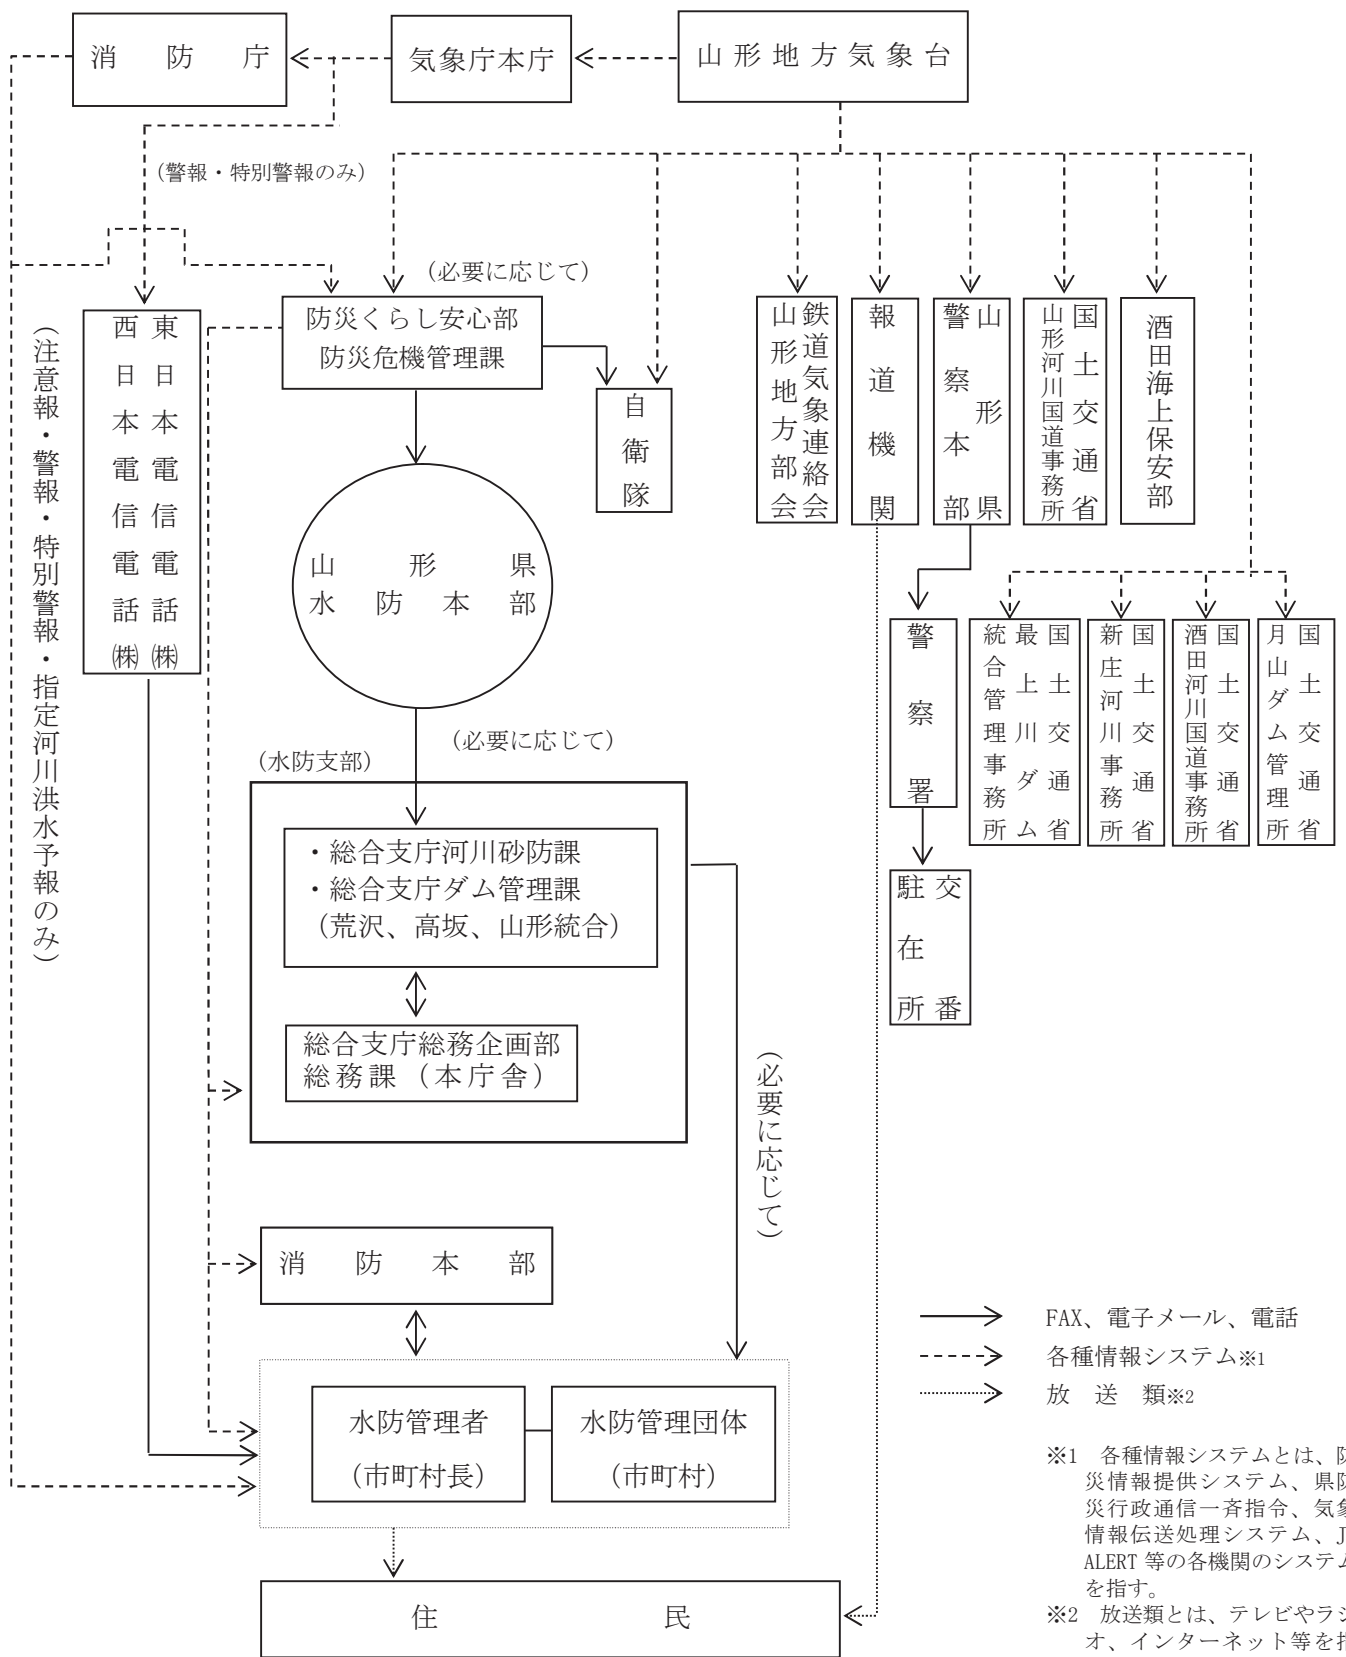 消防庁
気象庁本庁
山形地方気象台
（警報・特別警報のみ）
（必要に応じて）
（注意報・警報・特別警報・指定河川洪水予報のみ）
東日本電信電話㈱
西日本電信電話㈱
防災くらし安心部
防災危機管理課
自衛隊
鉄道気象連絡会
山形地方部会
報道機関
山形県
警察本部
国土交通省
山形河川国道事務所
酒田海上保安部
山形県
水防本部
警察署
国土交通省
最上川ダム
統合管理事務所
国土交通省
新庄河川事務所
国土交通省
酒田河川国道事務所
国土交通省
月山ダム管理所
（必要に応じて）
（水防支部）
・総合支庁河川砂防課
・総合支庁ダム管理課
（荒沢、高坂、山形統合）
交番
駐在所
総合支庁総務企画部
総務課（本庁舎）
（必要に応じて）
消防本部
水防管理者
（市町村長）
水防管理団体
（市町村）
住民
FAX、電子メール、電話
各種情報システム※1
放送類※2
※1 各種情報システムとは、防
災情報提供システム、県防
災行政通信一斉指令、気象
情報伝送処理システム、J
ALERT 等の各機関のシステム
を指す。
※2 放送類とは、テレビやラジ
オ、インターネット等を指